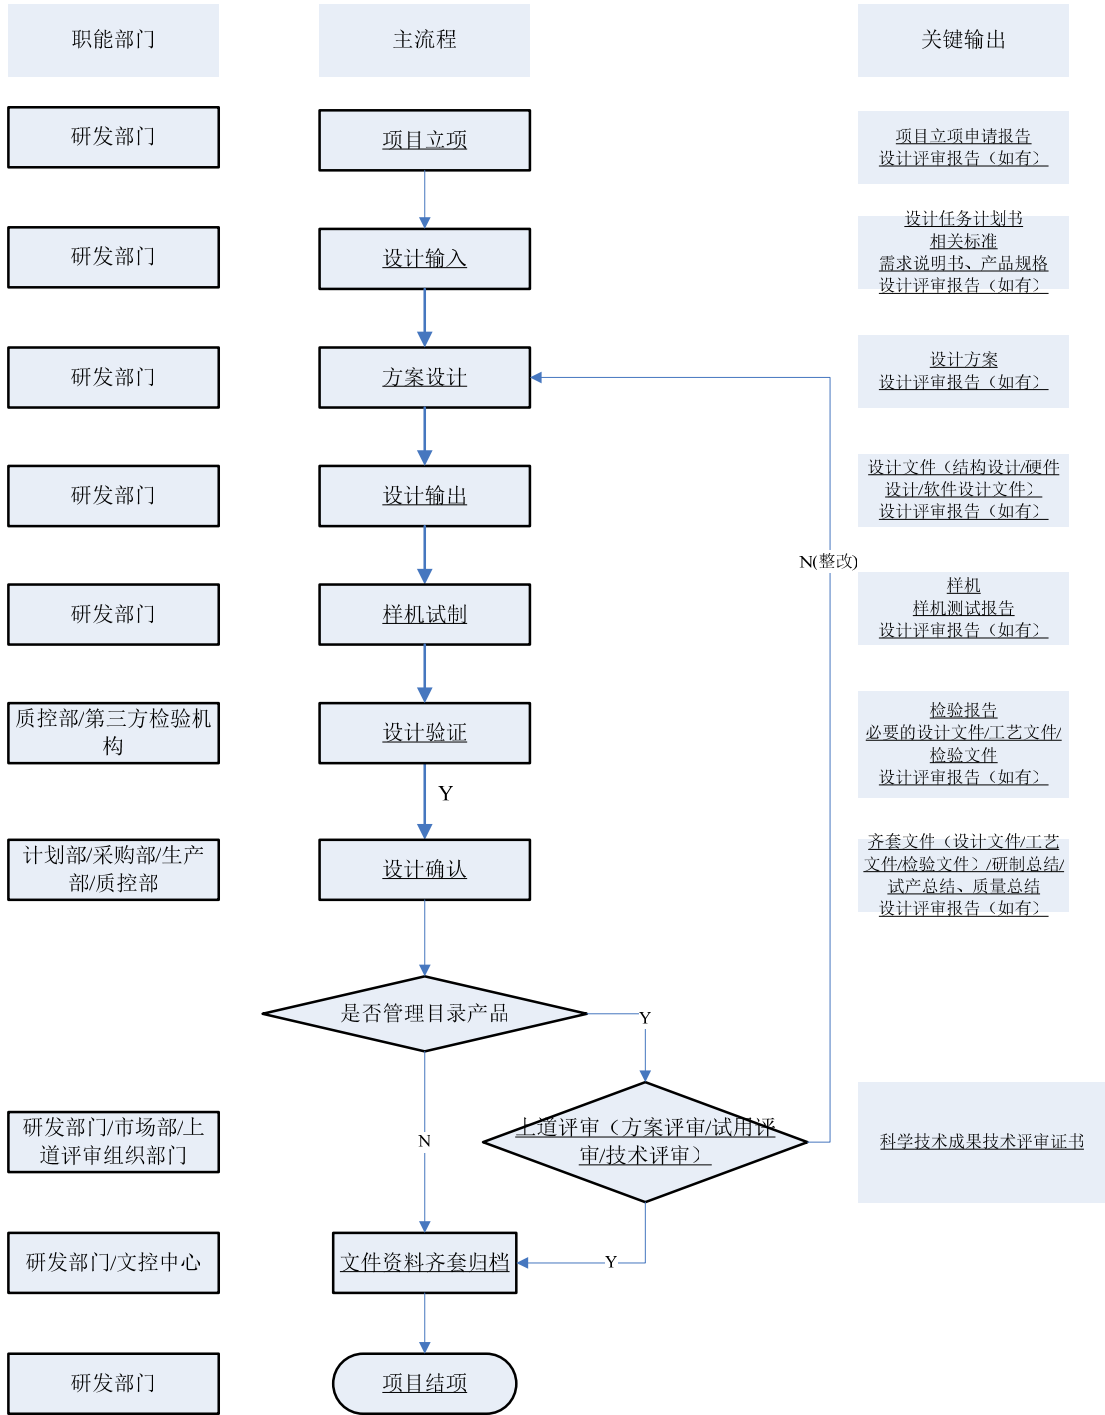 职能部门
主流程
关键输出
研发部门
项目立项
项目立项申请报告
设计评审报告（如有）
研发部门
设计输入
设计任务计划书
相关标准
需求说明书、产品规格
设计评审报告（如有）
研发部门
方案设计
设计方案
设计评审报告（如有）
研发部门
设计输出
设计文件（结构设计/硬件
设计/软件设计文件）
设计评审报告（如有）
N(整改)
研发部门
样机试制
样机
样机测试报告
设计评审报告（如有）
质控部/第三方检验机
构
设计验证
检验报告
必要的设计文件/工艺文件/
检验文件
设计评审报告（如有）
Y
计划部/采购部/生产
部/质控部
设计确认
齐套文件（设计文件/工艺
文件/检验文件）/研制总结/
试产总结、质量总结
设计评审报告（如有）
是否管理目录产品
Y
N
研发部门/市场部/上
道评审组织部门
上道评审（方案评审/试用评
审/技术评审）
科学技术成果技术评审证书
研发部门/文控中心
文件资料齐套归档
Y
研发部门
项目结项